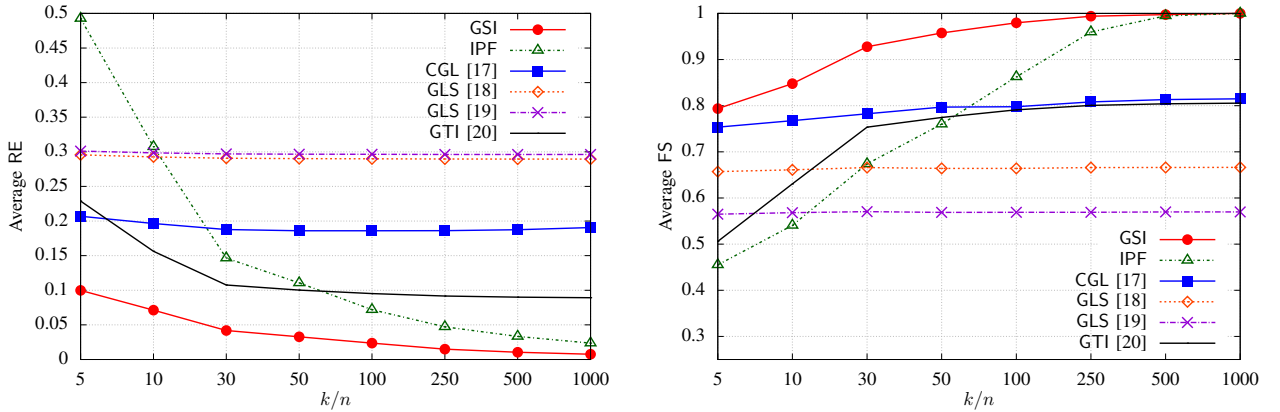 Average RE
0.5
0.45
0.4
0.35
0.3
0.25
0.2
0.15
0.1
0.05
0
5 10 30 50 100 250 500 1000
k/n
GSI
IPF
CGL [17]
GLS [18]
GLS [19]
GTI [20]
Average FS
1
0.9
0.8
0.7
0.6
0.5
0.4
0.3
5 10 30 50 100 250 500 1000
k/n
GSI
IPF
CGL [17]
GLS [18]
GLS [19]
GTI [20]